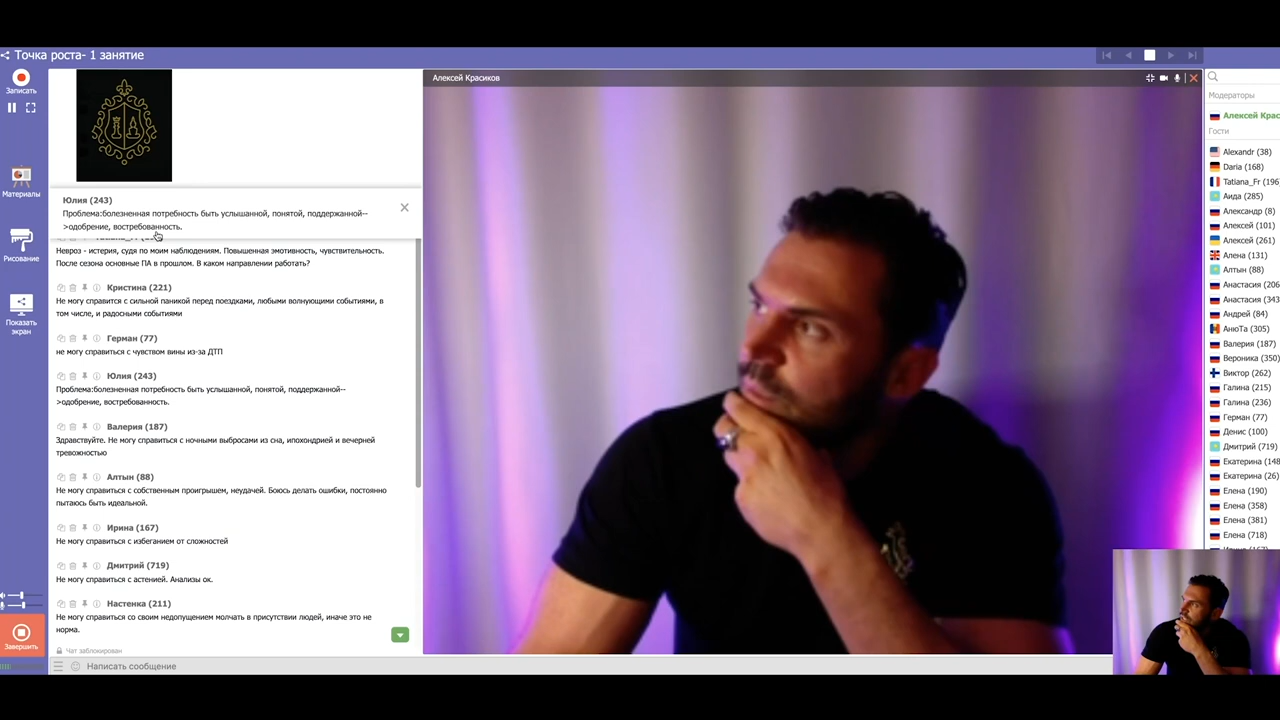 Точка роста- 1 занятие
Записать
Материалы
Рисование
Показать
экран
Завершить
Юлия (243)
Проблема:болезненная потребность быть услышанной, понятой, поддержанной--
>одобрение, востребованность.
Невроз - истерия, судя по моим наблюдениям. Повышенная эмотивность, чувствительность.
После сезона основные ПА в прошлом. В каком направлении работать?
Кристина (221)
Не могу справится с сильной паникой перед поездками, любыми волнующими событиями, в
том числе, и радосными событиями
Герман (77)
не могу справиться с чувством вины из-за ДТП
Юлия (243)
Проблема:болезненная потребность быть услышанной, понятой, поддержанной--
>одобрение, востребованность.
Валерия (187)
Здравствуйте. Не могу справиться с ночными выбросами из сна, ипохондрией и вечерней
тревожностью
Алтын (88)
Не могу справиться с собственным проигрышем, неудачей. Боюсь делать ошибки, постоянно
пытаюсь быть идеальной.
Ирина (167)
Не могу справиться с избеганием от сложностей
Дмитрий (719)
Не могу справиться с астенией. Анализы ок.
Настенка (211)
Не могу справиться со своим недопущением молчать в присутствии людей, иначе это не
норма.
Чат заблокирован
Написать сообщение
Алексей Красиков
Модераторы
Алексей Крас
Гости
Alexandr (38)
Daria (168)
Tatiana_Fr (196
Аида (285)
Александр (8)
Алексей (101)
Алексей (261)
Алена (131)
Алтын (88)
Анастасия (206
Анастасия (343
Андрей (84)
АнюТа (305)
Валерия (187)
Вероника (350)
Виктор (262)
Галина (215)
Галина (236)
Герман (77)
Денис (100)
Дмитрий (719)
Екатерина (148
Екатерина (26)
Елена (190)
Елена (358)
Елена (381)
Елена (718)